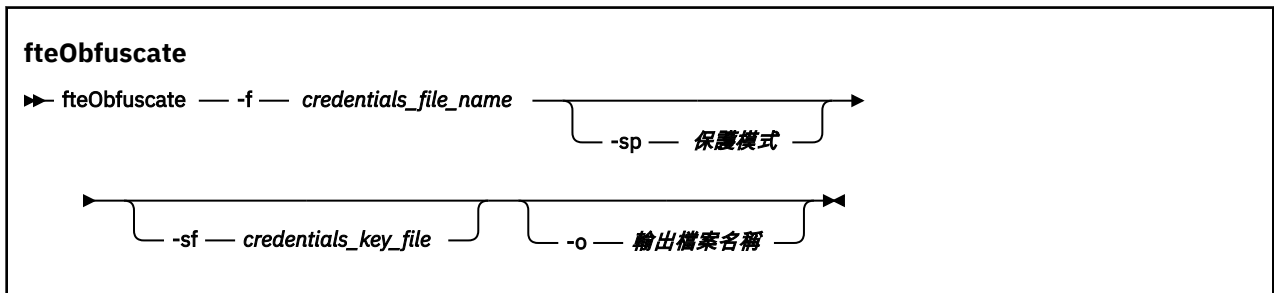 fteObfuscate
fteObfuscate -f credentials_file_name
-sp 保護模式
-sf credentials_key_file -o 輸出檔案名稱